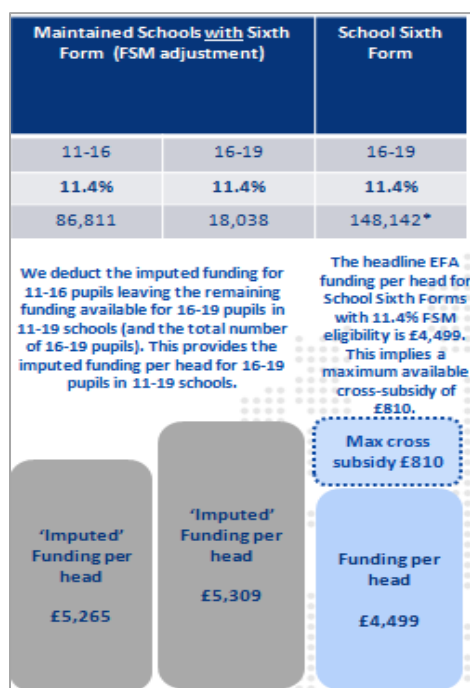 Maintained Schools with Sixth
Form (FSM adjustment)
School Sixth
Form
11-16
16-19
16-19
11.4%
11.4%
11.4%
86,811
18,038
148,142*
We deduct the imputed funding for
11-16 pupils leaving the remaining
funding available for 16-19 pupils in
11-19 schools (and the total number
of 16-19 pupils). This provides the
imputed funding per head for 16-19
pupils in 11-19 schools.
The headline EFA
funding per head for
School Sixth Forms
with 11.4% FSM
eligibility is £4,499.
This implies a
maximum available
cross-subsidy of
£810.
Max cross
subsidy £810
‘Imputed’
Funding per
head
£5,265
‘Imputed’
Funding per
head
£5,309
Funding per
head
£4,499